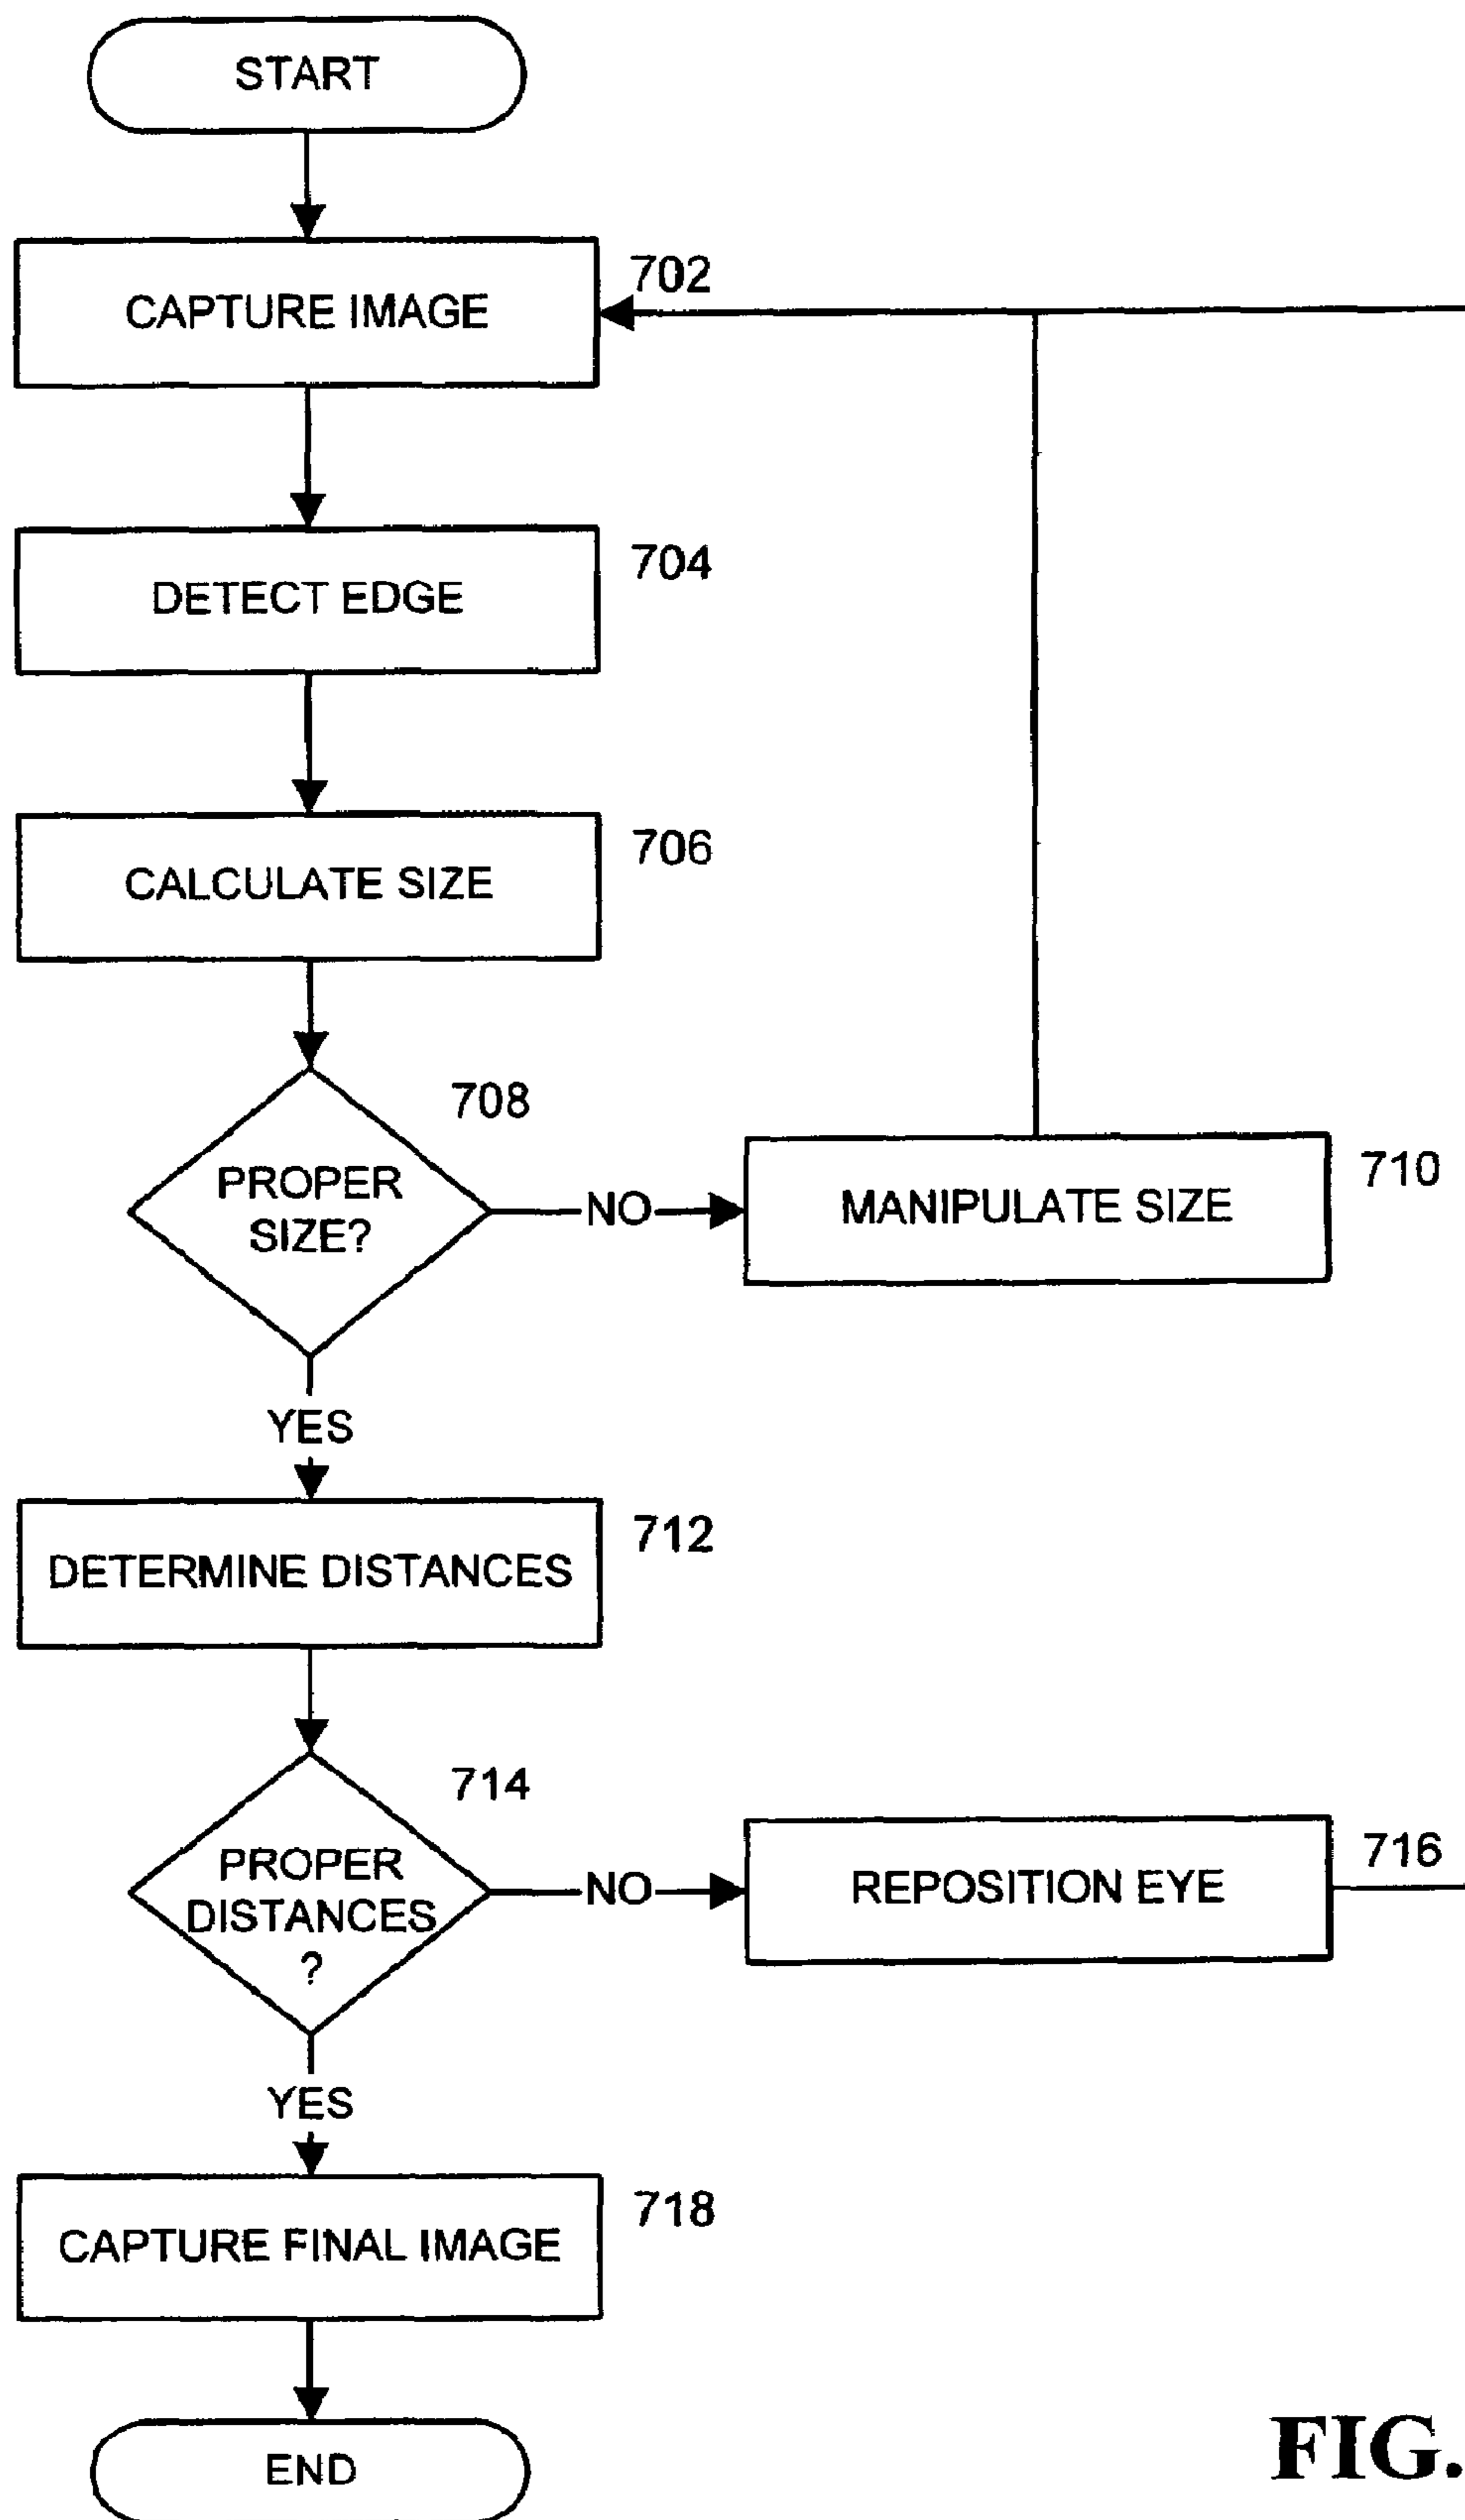 START
702
CAPTURE IMAGE
704
DETECT EDGE
706
CALCULATE SIZE
708
PROPER
SIZE?
NO
710
MANIPULATE SIZE
YES
712
DETERMINE DISTANCES
714
PROPER
DISTANCES
?
NO
716
REPOSITION EYE
YES
718
CAPTURE FINAL IMAGE
END
FIG.